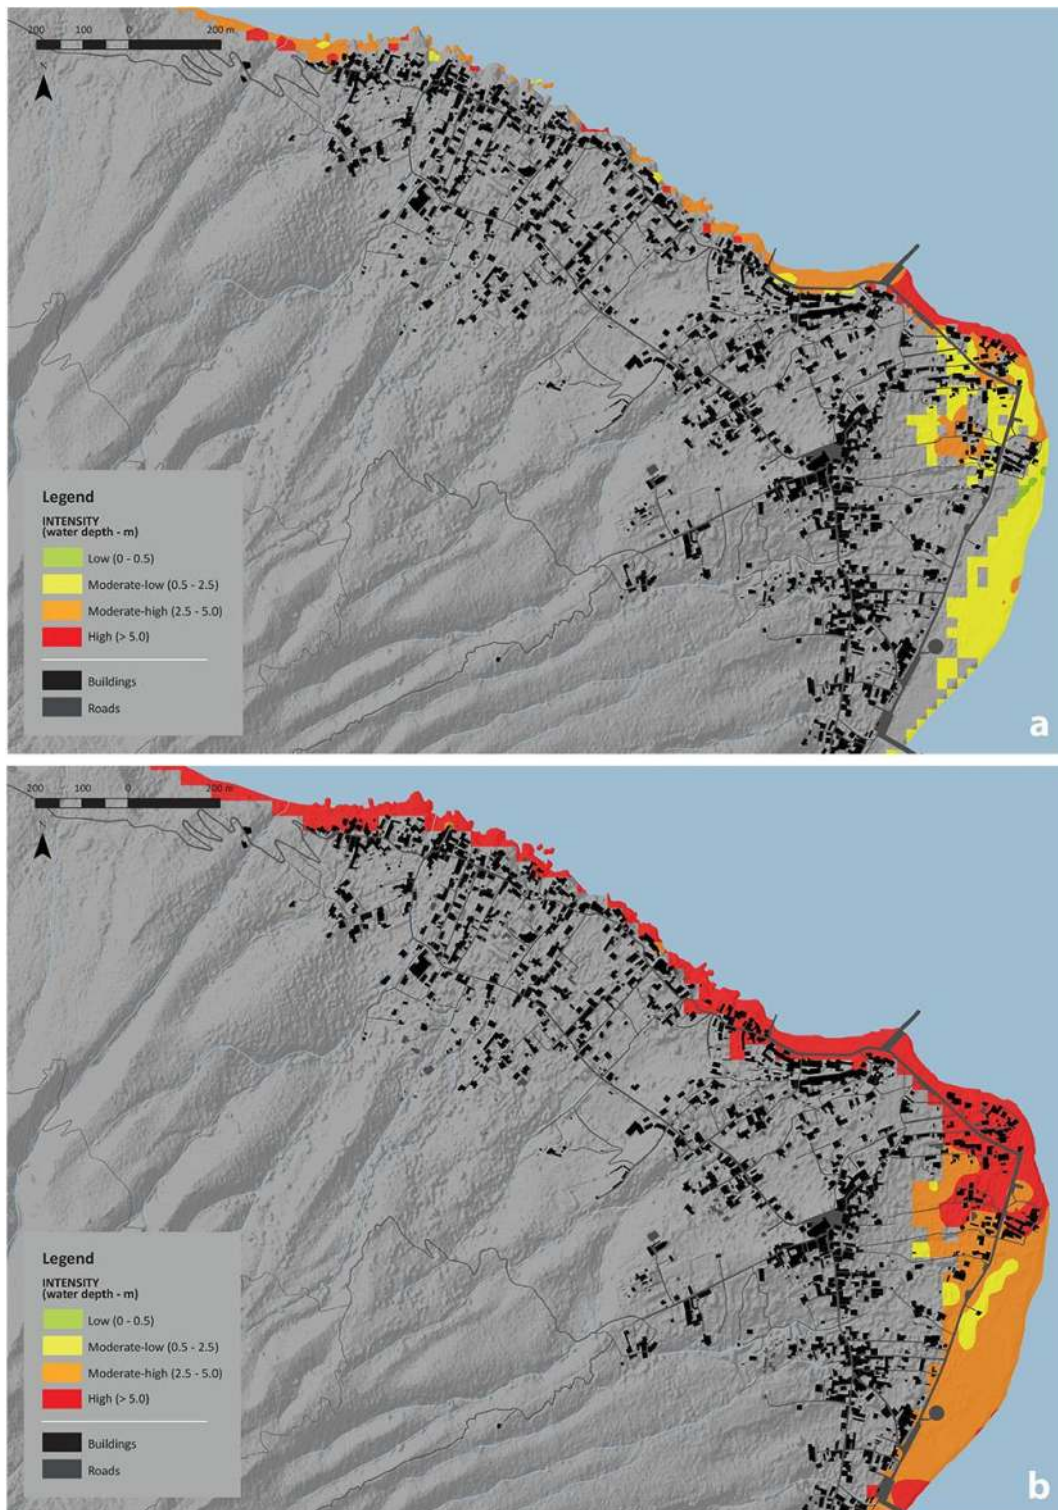 200 100 0 200 m
N
Legend
INTENSITY
(water depth - m)
Low (0 - 0.5)
Moderate-low (0.5 - 2.5)
Moderate-high (2.5 - 5.0)
High (> 5.0)
Buildings
Roads
a
200 100 0 200 m
N
Legend
INTENSITY
(water depth - m)
Low (0 - 0.5)
Moderate-low (0.5 - 2.5)
Moderate-high (2.5 - 5.0)
High (> 5.0)
Buildings
Roads
b